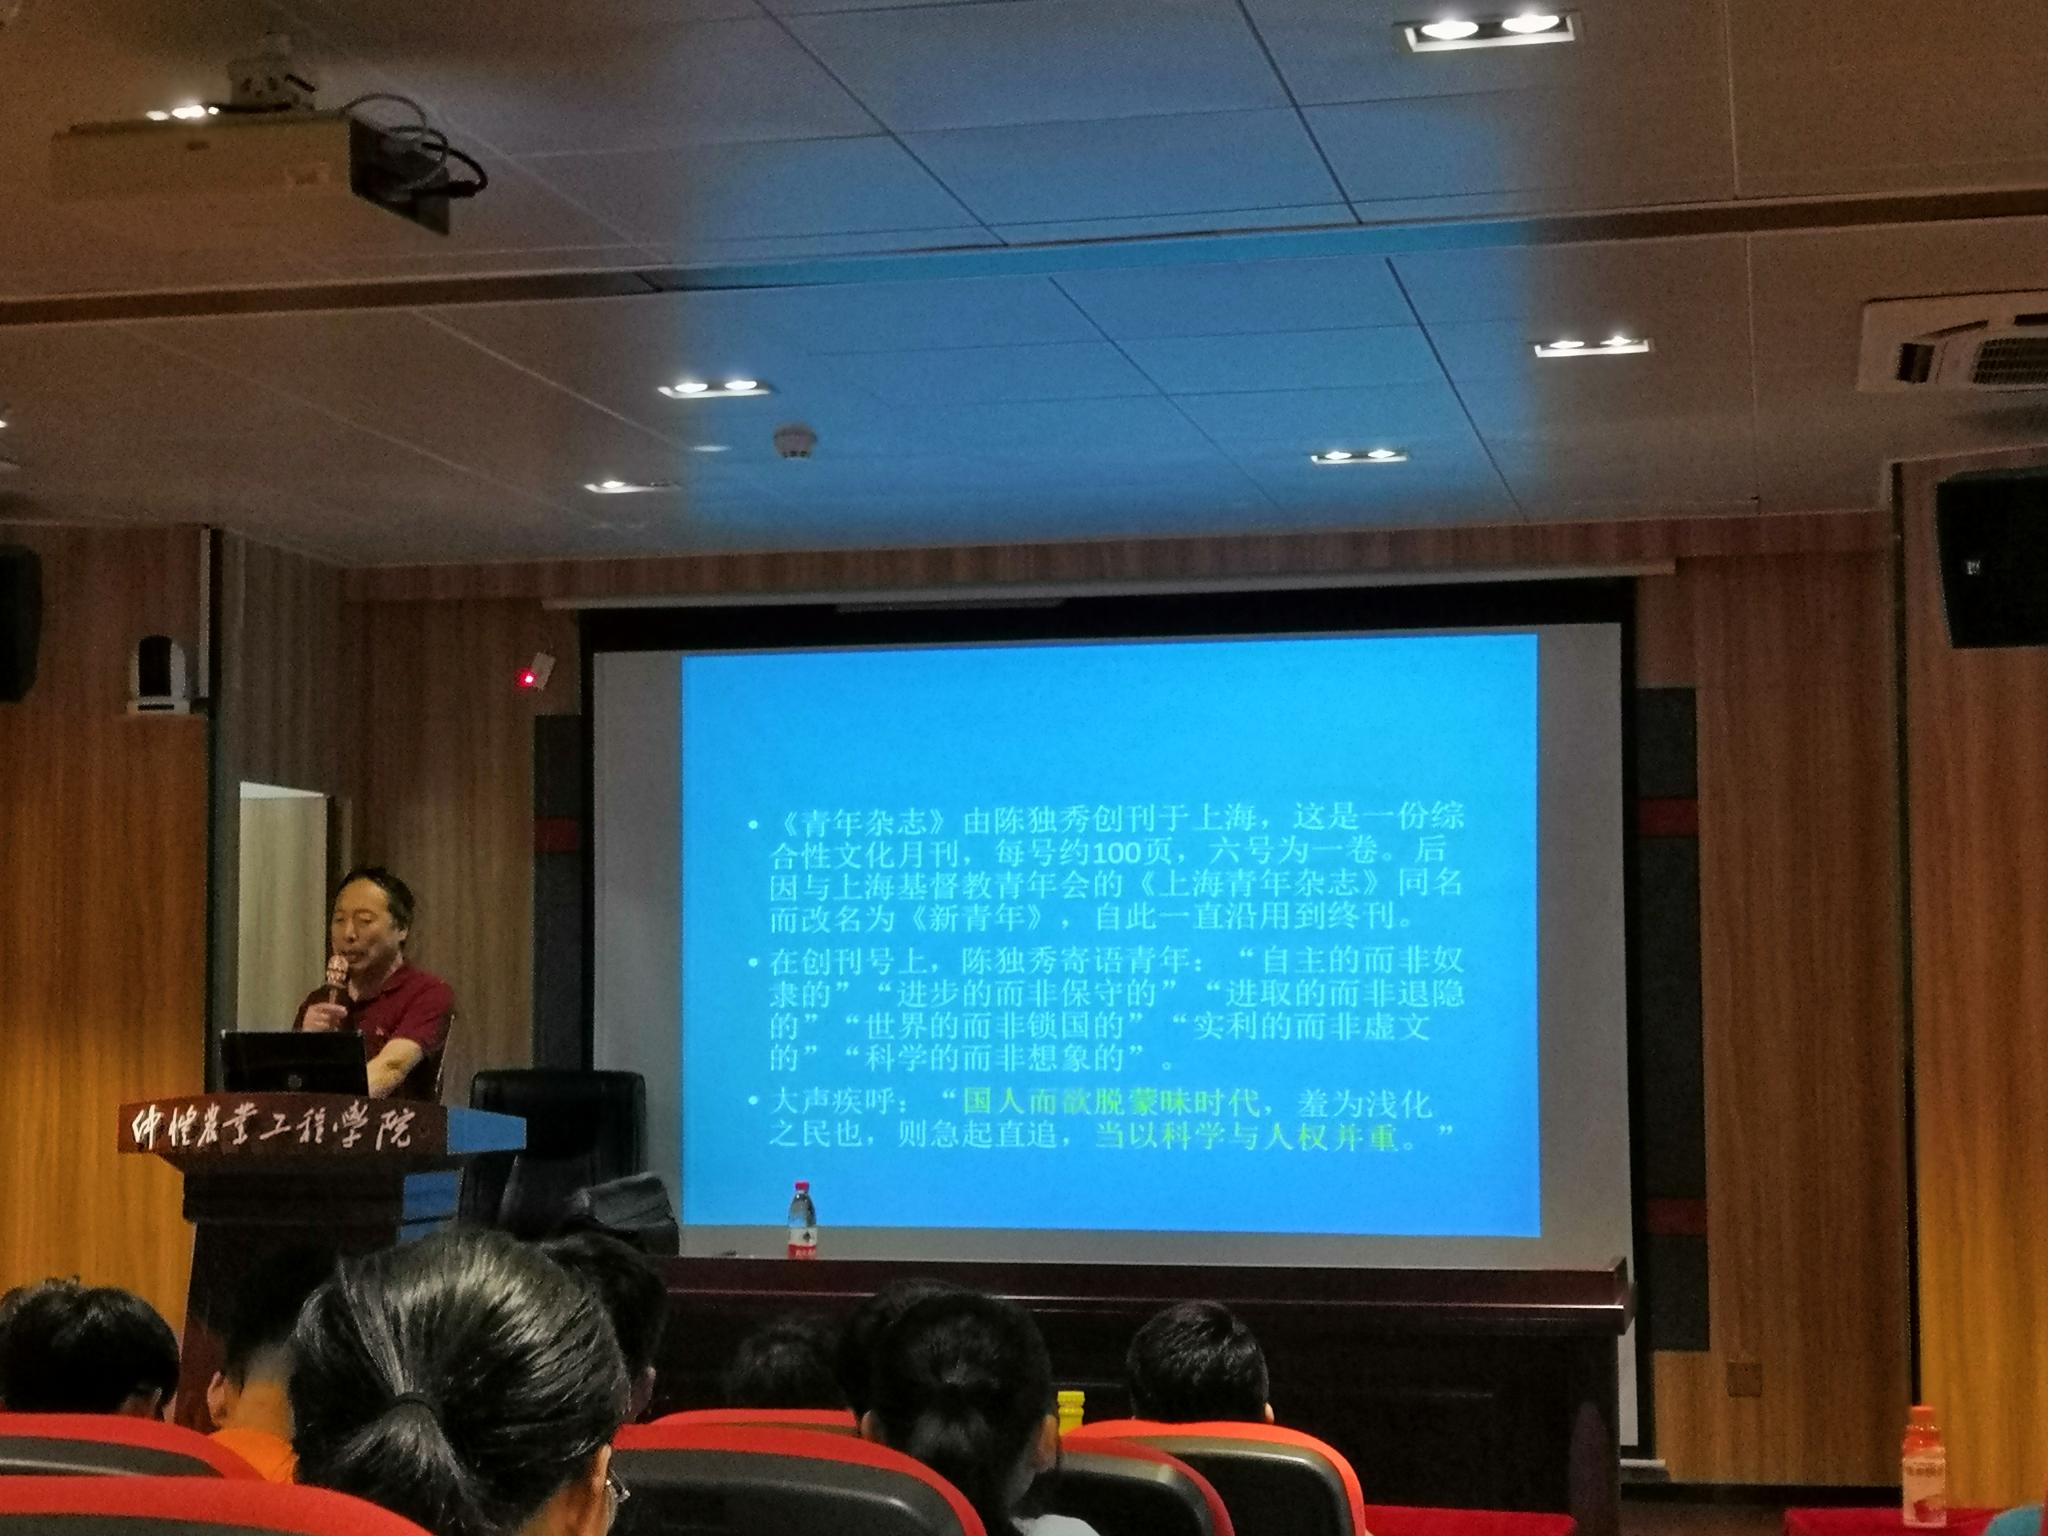 • 《青年杂志》由陈独秀创刊于上海，这是一份综
合性文化月刊，每号约100页，六号为一卷。后
因与上海基督教青年会的《上海青年杂志》同名
而改名为《新青年》，自此一直沿用到终刊。
• 在创刊号上，陈独秀寄语青年：“自主的而非奴
隶的”“进步的而非保守的”“进取的而非退隐
的”“世界的而非锁国的”“实利的而非虚文
的”“科学的而非想象的”。
• 大声疾呼：“国人而欲脱蒙昧时代，羞为浅化
之民也，则急起直追，当以科学与人权并重。”
仲恺农业工程学院